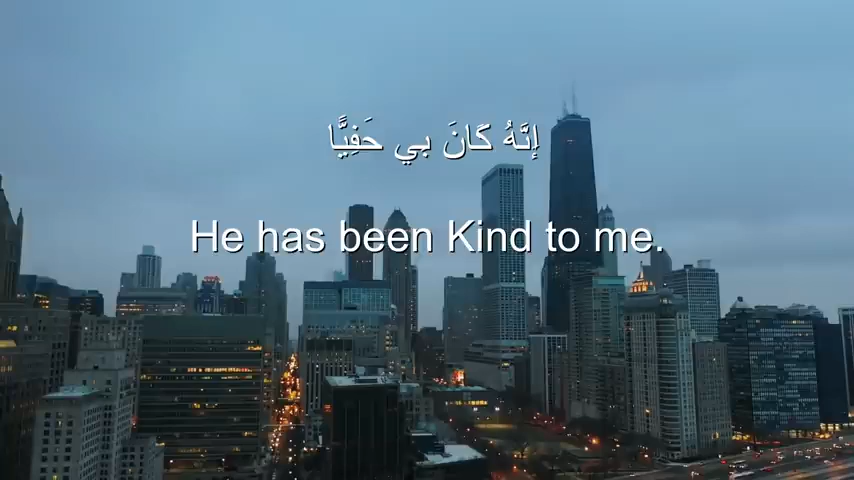 إِنَّهُ كَانَ بِي حَفِيًّا
He has been Kind to me.